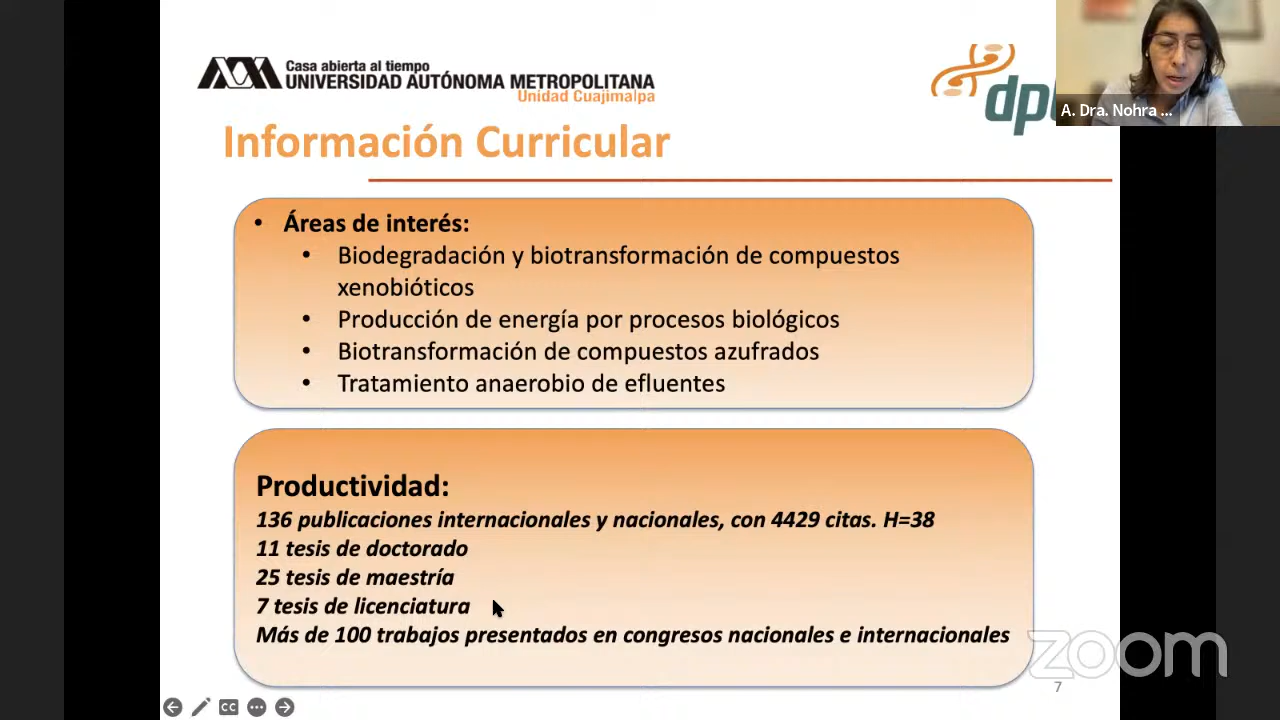 Casa abierta al tiempo
UNIVERSIDAD AUTÓNOMA METROPOLITANA
Unidad Cuajimalpa
A. Dra. Nohra ...
Información Curricular
• Áreas de interés:
• Biodegradación y biotransformación de compuestos
xenobióticos
• Producción de energía por procesos biológicos
• Biotransformación de compuestos azufrados
• Tratamiento anaerobio de efluentes
Productividad:
136 publicaciones internacionales y nacionales, con 4429 citas. H=38
11 tesis de doctorado
25 tesis de maestría
7 tesis de licenciatura
Más de 100 trabajos presentados en congresos nacionales e internacionales
zoom
7
CC